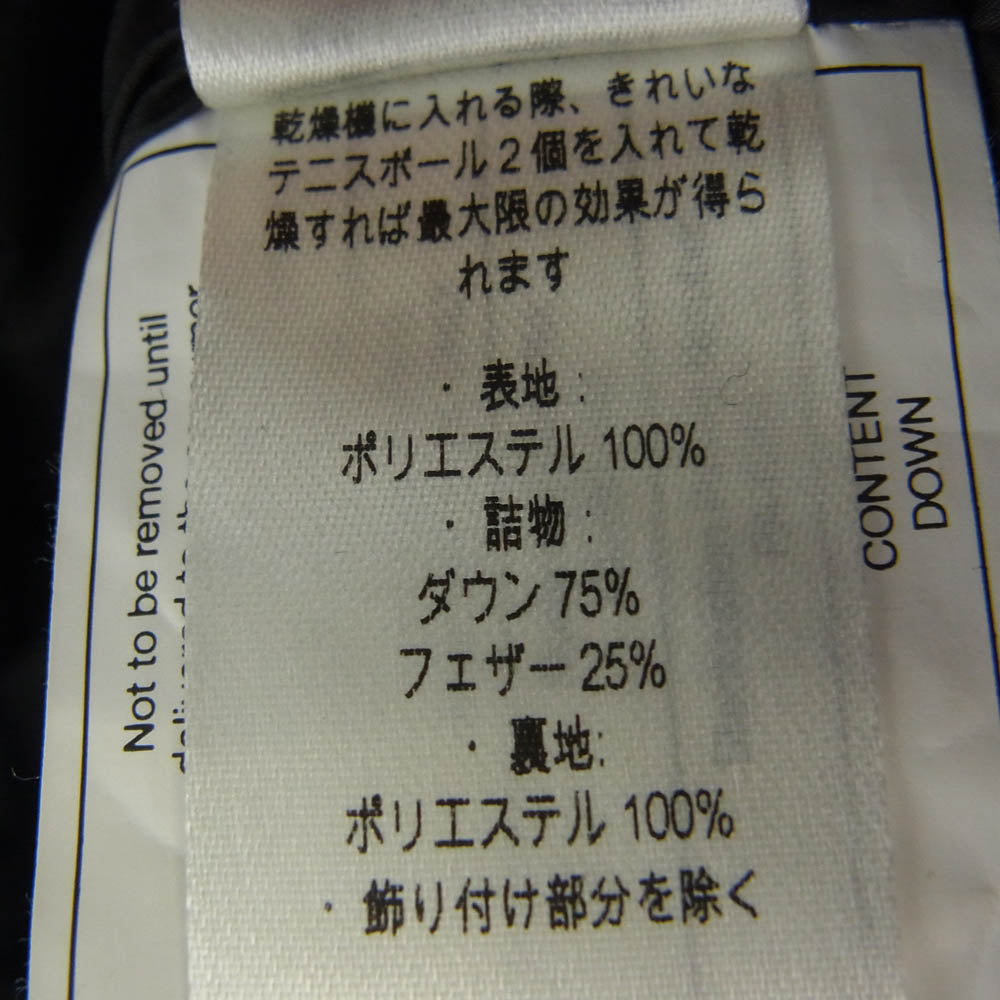 乾燥機に入れる際、きれいな
テニスボール2個を入れて乾
燥すれば最大限の効果が得ら
れます
・表地:
ポリエステル 100%
・詰物:
ダウン 75%
フェザー 25%
・裏地:
ポリエステル 100%
・飾り付け部分を除く
Not to be removed until
CONTENT
DOWN